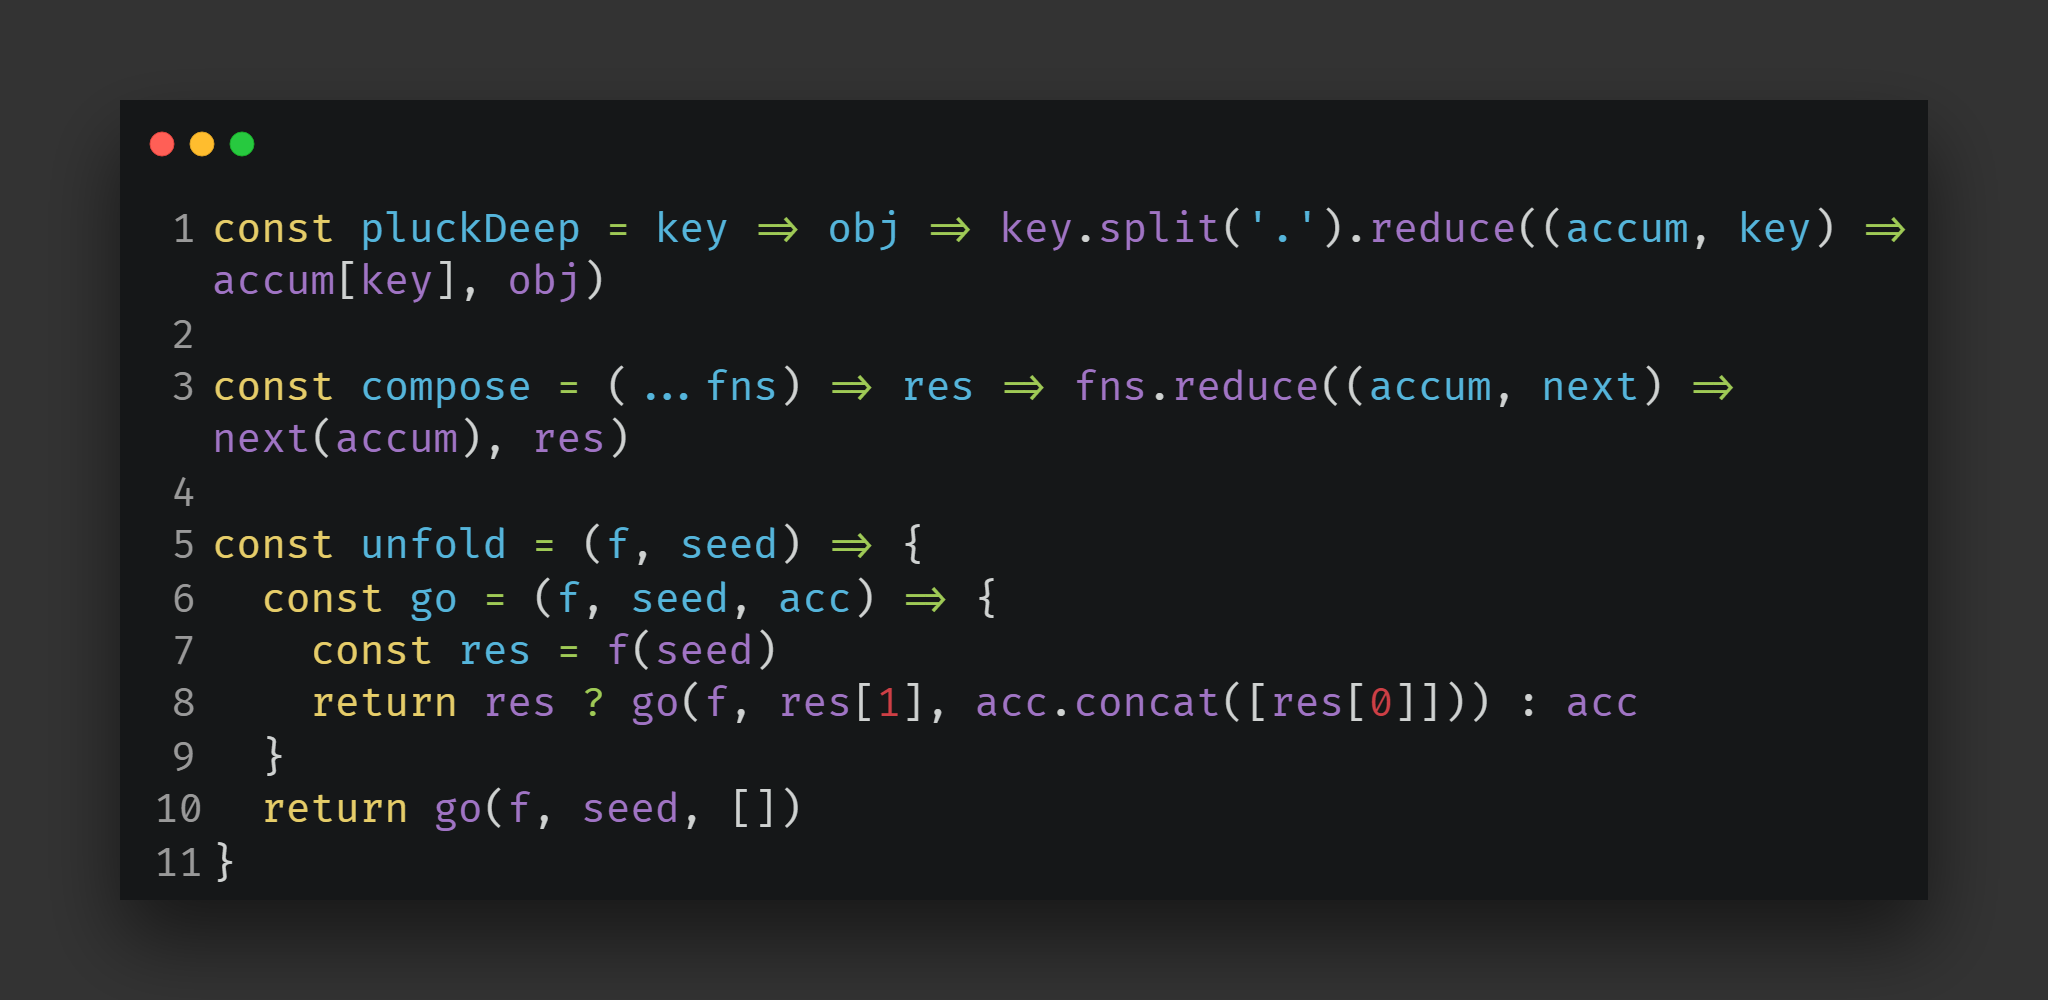 1 const pluckDeep = key => obj => key.split('.').reduce((accum, key) =>
accum[key], obj)
2
3 const compose = (...fns) => res => fns.reduce((accum, next) =>
next(accum), res)
4
5 const unfold = (f, seed) => {
6   const go = (f, seed, acc) => {
7     const res = f(seed)
8     return res ? go(f, res[1], acc.concat([res[0]])) : acc
9   }
10   return go(f, seed, [])
11 }